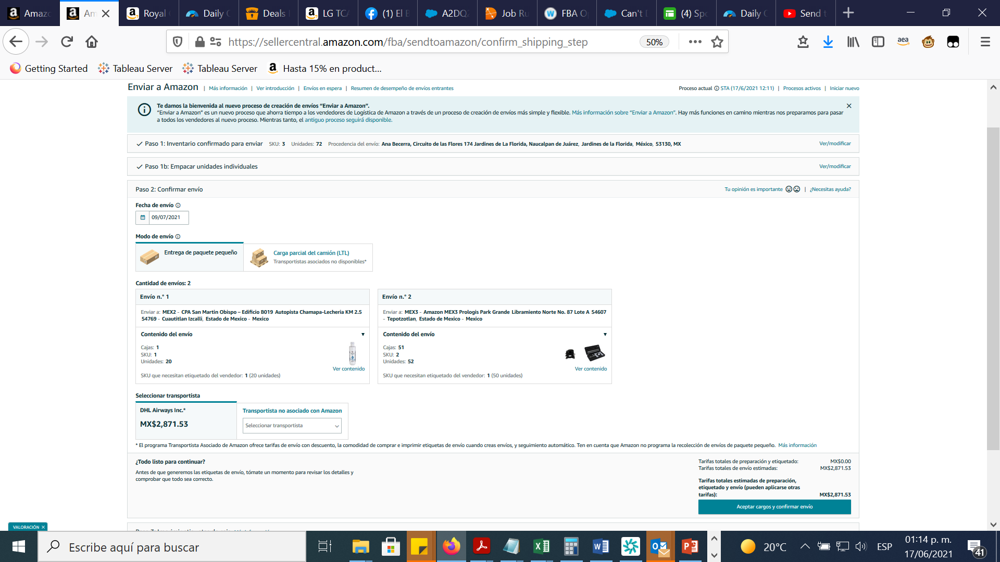 Amaz
Am
Royal
Daily C
Deals
LG TCA
(1) El B
A2DQ
Job Ru
FBA O
Can't D
(4) Spo
Daily C
Send t
https://sellercentral.amazon.com/fba/sendtoamazon/confirm_shipping_step
50%
aea
Getting Started
Tableau Server
Tableau Server
Hasta 15% en product...
Enviar a Amazon | Más información | Ver introducción | Envíos en espera | Resumen de desempeño de envíos entrantes
Proceso actual STA (17/6/2021 12:11) | Procesos activos | Iniciar nuevo
Te damos la bienvenida al nuevo proceso de creación de envíos “Enviar a Amazon”.
“Enviar a Amazon” es un nuevo proceso que ahorra tiempo a los vendedores de Logística de Amazon a través de un proceso de creación de envíos más simple y flexible. Más información sobre “Enviar a Amazon”. Hay más funciones en camino mientras nos preparamos para pasar
a todos los vendedores al nuevo proceso. Mientras tanto, el antiguo proceso seguirá disponible.
Paso 1: Inventario confirmado para enviar SKU: 3 Unidades: 72 Procedencia del envío: Ana Becerra, Circuito de las Flores 174 Jardines de La Florida, Naucalpan de Juárez, Jardines de la Florida, México, 53130, MX
Ver/modificar
Paso 1b: Empacar unidades individuales
Ver/modificar
Paso 2: Confirmar envío
Tu opinión es importante | ¿Necesitas ayuda?
Fecha de envío
09/07/2021
Modo de envío
Entrega de paquete pequeño
Carga parcial del camión (LTL)
Transportistas asociados no disponibles*
Cantidad de envíos: 2
Envío n.° 1
Enviar a: MEX2 - CPA San Martin Obispo – Edificio B019 Autopista Chamapa-Lecheria KM 2.5
54769 - Cuautitlan Izcalli, Estado de Mexico - Mexico
Contenido del envío
Cajas: 1
SKU: 1
Unidades: 20
Ver contenido
SKU que necesitan etiquetado del vendedor: 1 (20 unidades)
Envío n.° 2
Enviar a: MEX3 - Amazon MEX3 Prologis Park Grande Libramiento Norte No. 87 Lote A 54607
- Tepotzotlan, Estado de Mexico - Mexico
Contenido del envío
Cajas: 51
SKU: 2
Unidades: 52
Ver contenido
SKU que necesitan etiquetado del vendedor: 1 (50 unidades)
Seleccionar transportista
DHL Airways Inc.*
MX$2,871.53
Transportista no asociado con Amazon
Seleccionar transportista
* El programa Transportista Asociado de Amazon ofrece tarifas de envío con descuento, la comodidad de comprar e imprimir etiquetas de envío cuando creas envíos, y seguimiento automático. Ten en cuenta que Amazon no programa la recolección de envíos de paquete pequeño. Más información
¿Todo listo para continuar?
Antes de que generemos las etiquetas de envío, tómate un momento para revisar los detalles y
comprobar que todo sea correcto.
Tarifas totales de preparación y etiquetado: MX$0.00
Tarifas totales de envío estimadas: MX$2,871.53
Tarifas totales estimadas de preparación,
etiquetado y envío (pueden aplicarse otras
tarifas): MX$2,871.53
Aceptar cargos y confirmar envío
VALORACIÓN
Escribe aquí para buscar
20°C
ESP
01:14 p. m.
17/06/2021
41